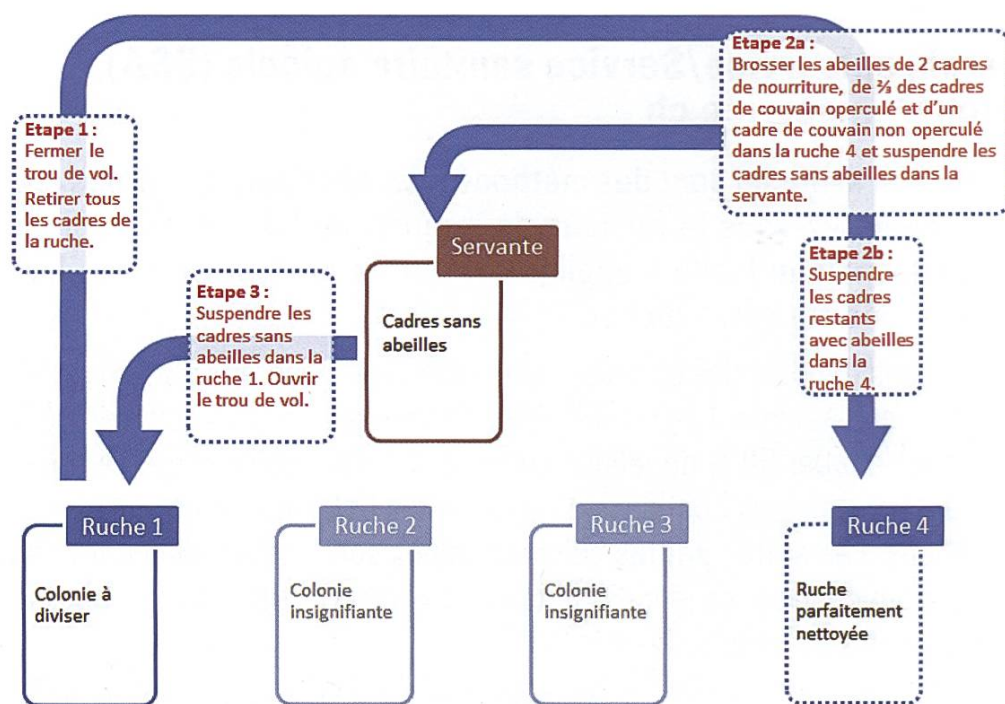 Etape 1 :
Fermer le
trou de vol.
Retirer tous
les cadres de
la ruche.
Etape 2a :
Brosser les abeilles de 2 cadres
de nourriture, de ⅔ des cadres
de couvain operculé et d'un
cadre de couvain non operculé
dans la ruche 4 et suspendre les
cadres sans abeilles dans la
servante.
Servante
Cadres sans
abeilles
Etape 2b :
Suspendre
les cadres
restants
avec abeilles
dans la
ruche 4.
Etape 3 :
Suspendre les
cadres sans
abeilles dans la
ruche 1. Ouvrir
le trou de vol.
Ruche 1
Colonie à
diviser
Ruche 2
Colonie
insignifiante
Ruche 3
Colonie
insignifiante
Ruche 4
Ruche
parfaitement
nettoyée